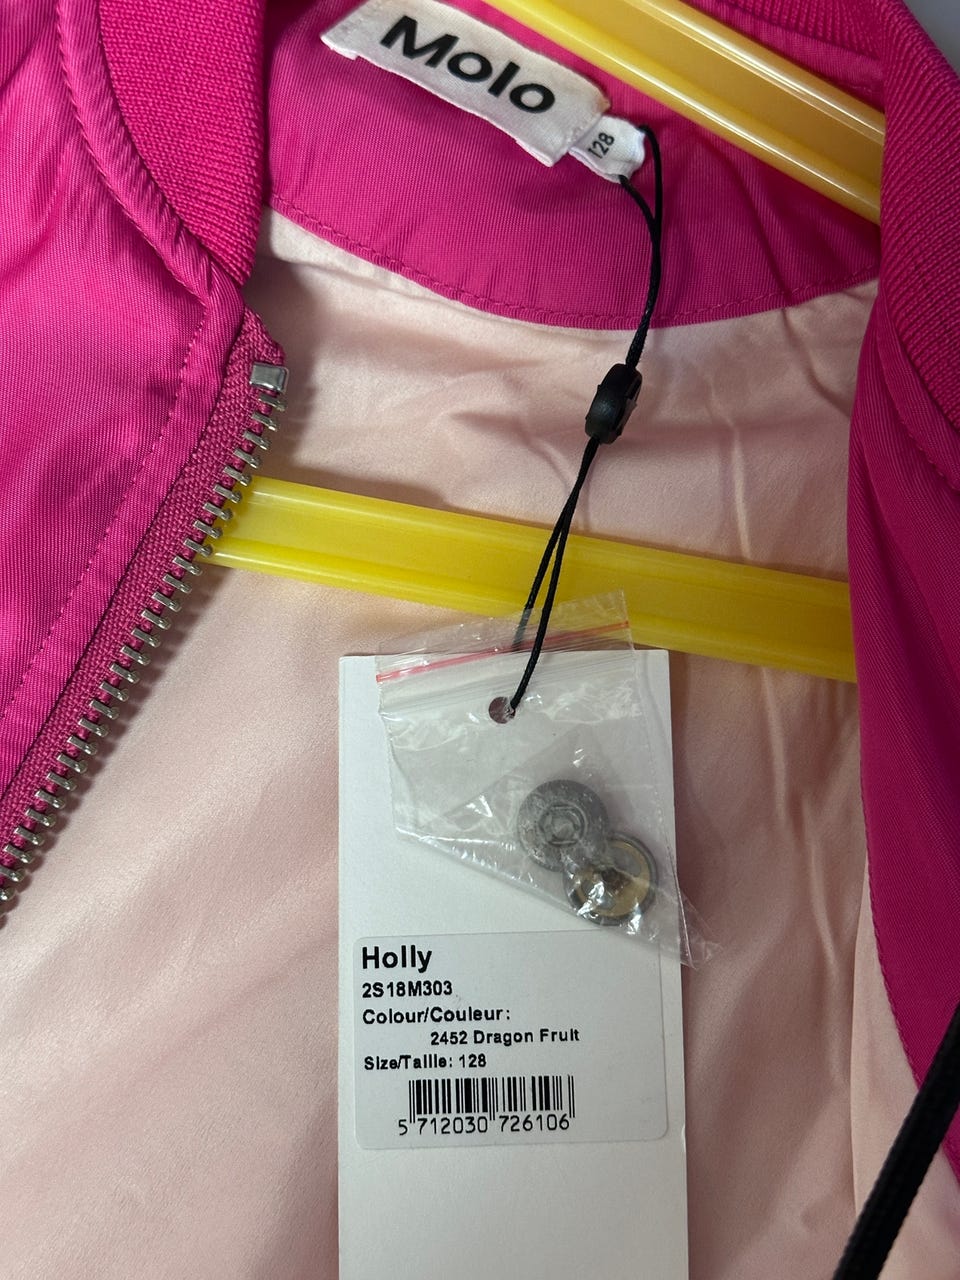 Molo
128
Holly
2S18M303
Colour/Couleur:
2452 Dragon Fruit
Size/Taille: 128
5 712030 726106